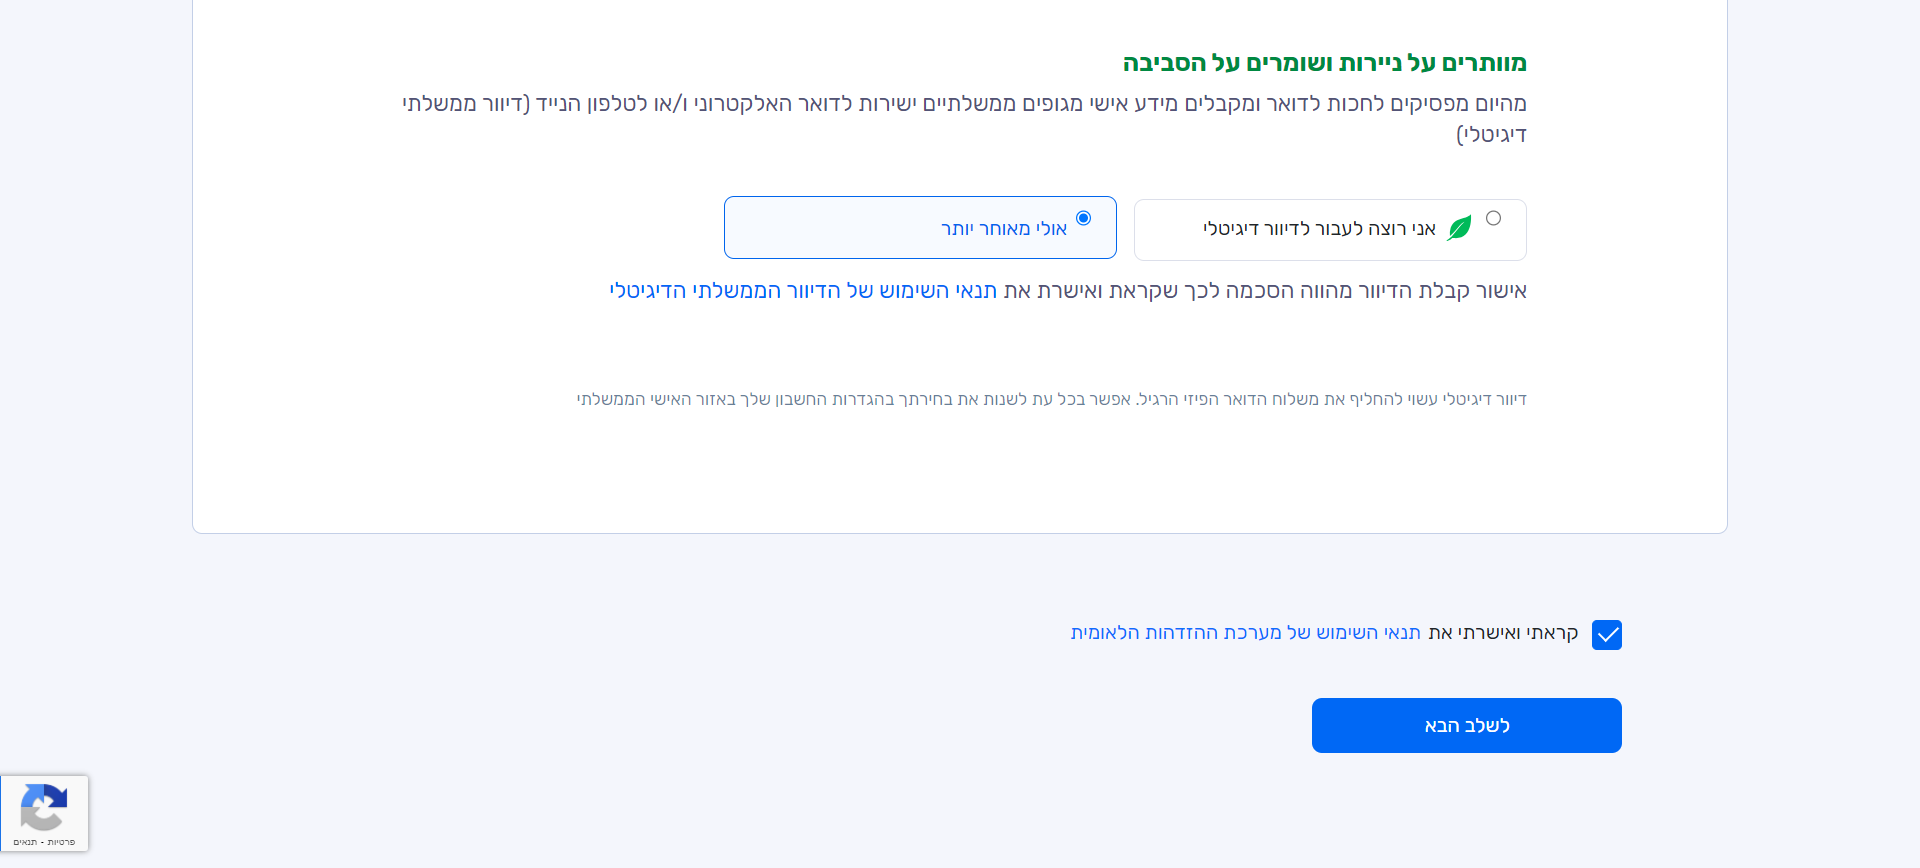 מוותרים על ניירות ושומרים על הסביבה
מהיום מפסיקים לחכות לדואר ומקבלים מידע אישי מגופים ממשלתיים ישירות לדואר האלקטרוני ו/או לטלפון הנייד (דיוור ממשלתי
דיגיטלי)
אני רוצה לעבור לדיוור דיגיטלי
אולי מאוחר יותר
אישור קבלת הדיוור מהווה הסכמה לכך שקראת ואישרת את תנאי השימוש של הדיוור הממשלתי הדיגיטלי
דיוור דיגיטלי עשוי להחליף את משלוח הדואר הפיזי הרגיל. אפשר בכל עת לשנות את בחירתך בהגדרות החשבון שלך באזור האישי הממשלתי
קראתי ואישרתי את תנאי השימוש של מערכת ההזדהות הלאומית
לשלב הבא
פרטיות - תנאים